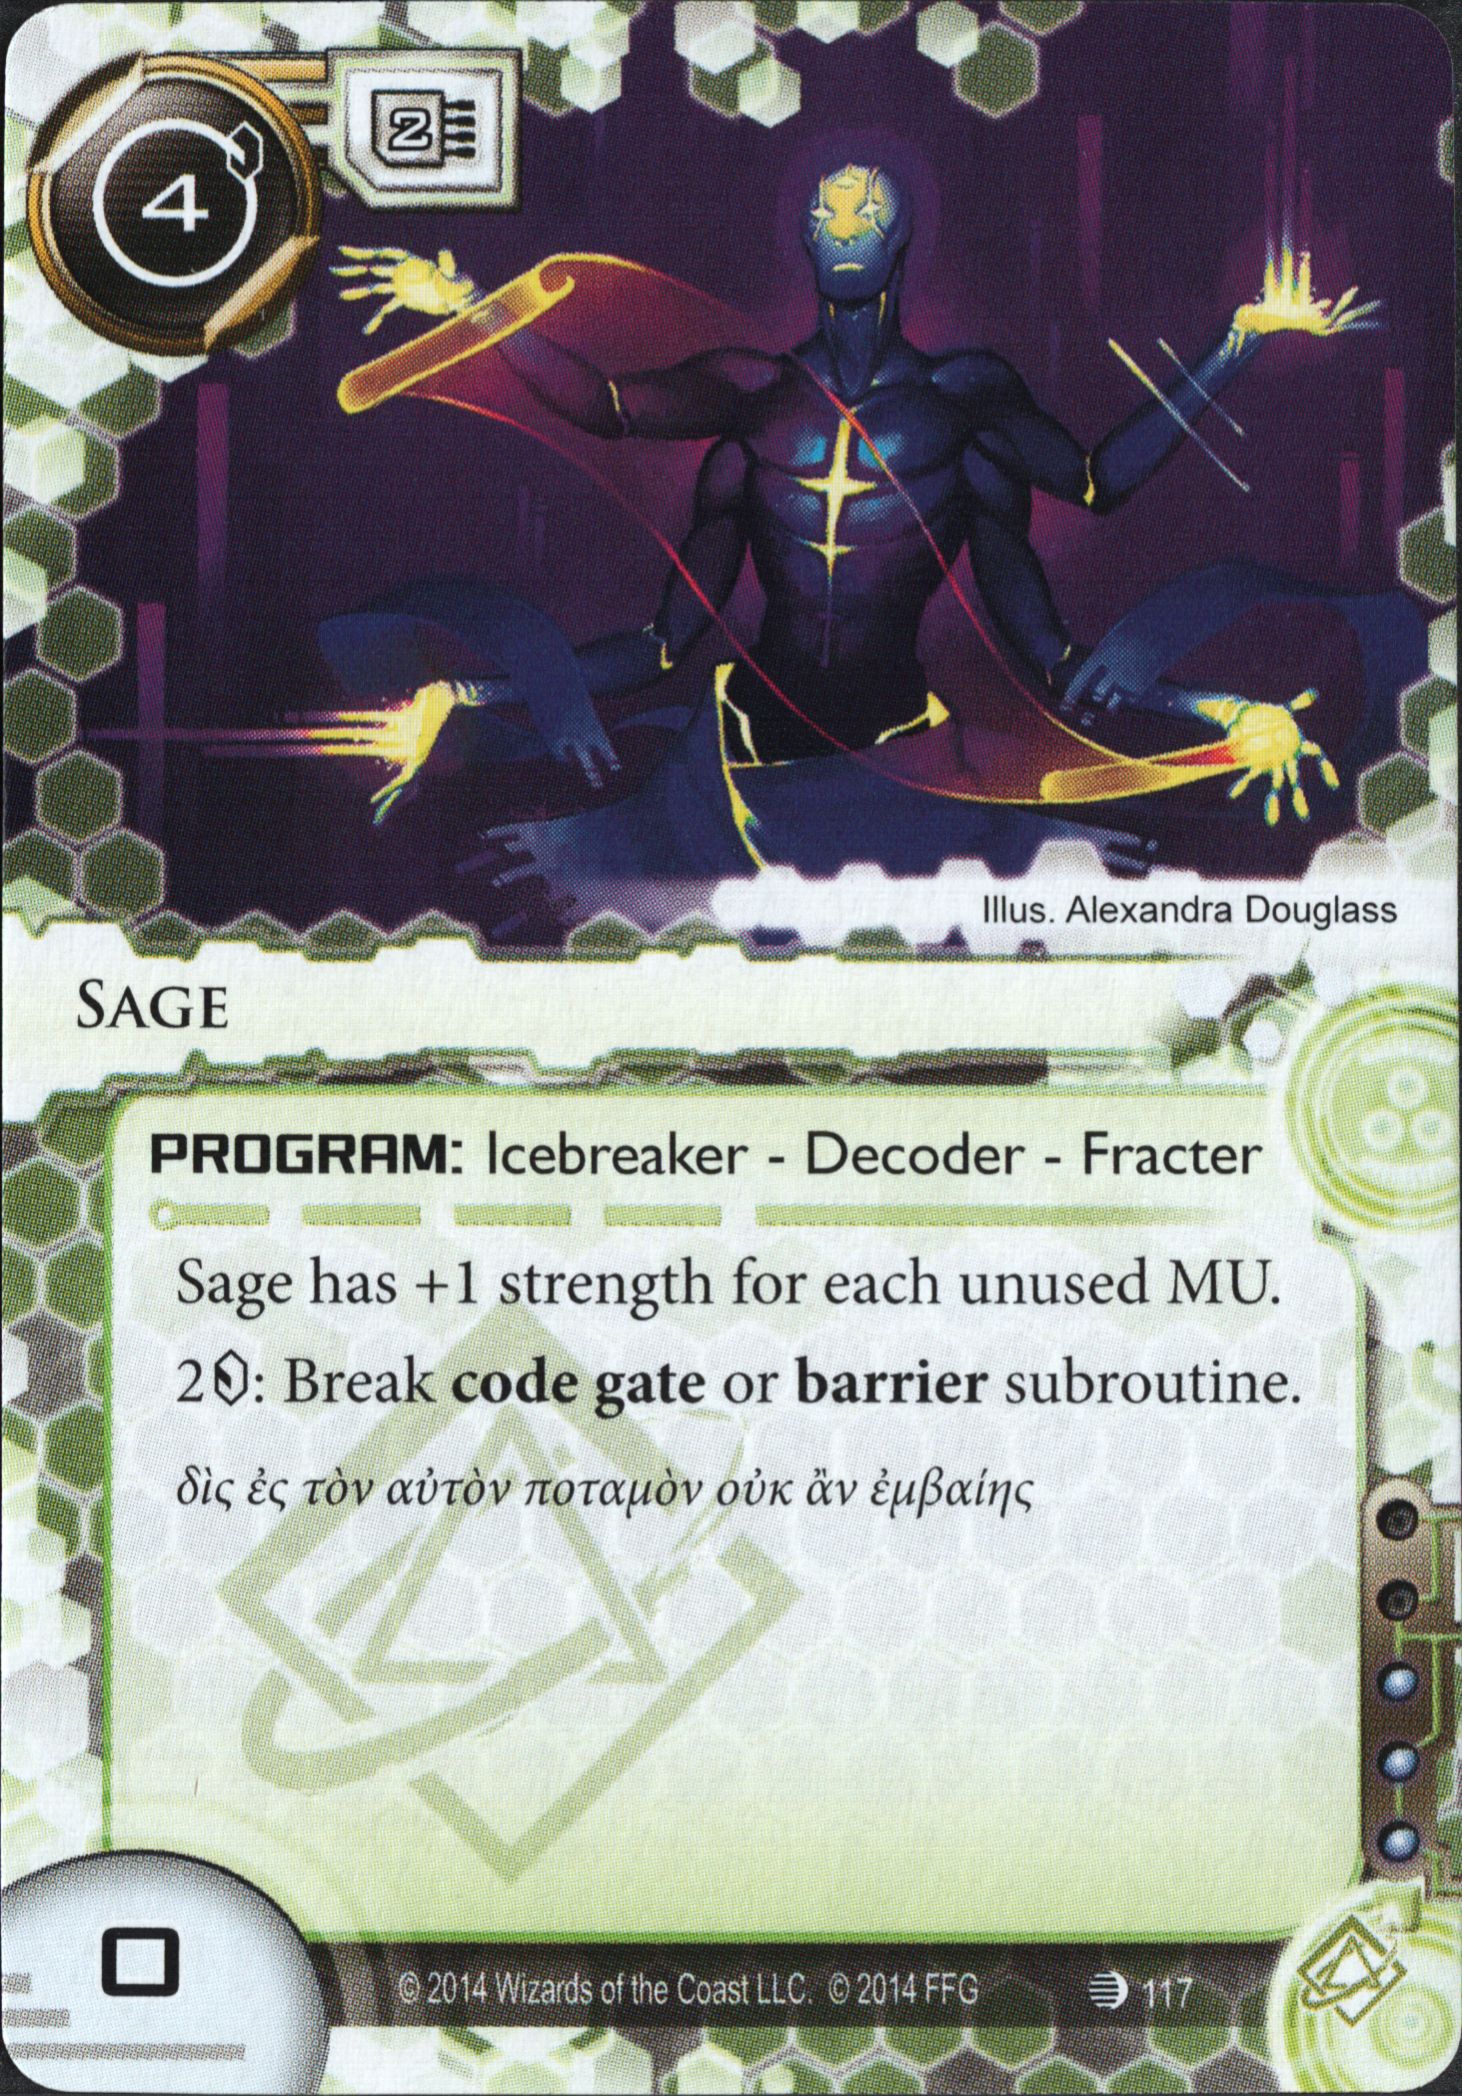 4
2
Illus. Alexandra Douglass
SAGE
PROGRAM: Icebreaker - Decoder - Fracter
Sage has +1 strength for each unused MU.
2: Break code gate or barrier subroutine.
δὶς ἐς τὸν αὐτὸν ποταμὸν οὐκ ἂν ἐμβαίης
0
© 2014 Wizards of the Coast LLC. © 2014 FFG
117